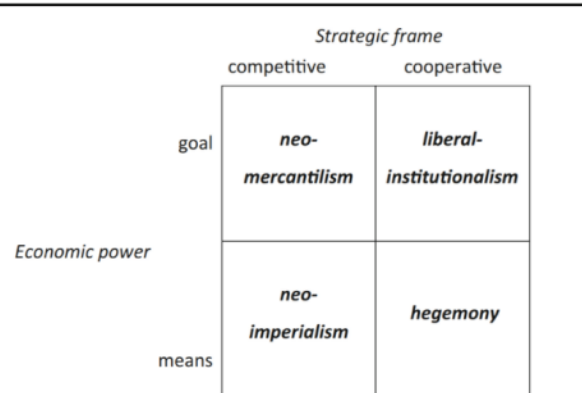 Strategic frame
competitive cooperative
goal
neo-
mercantilism
liberal-
institutionalism
Economic power
neo-
imperialism
hegemony
means